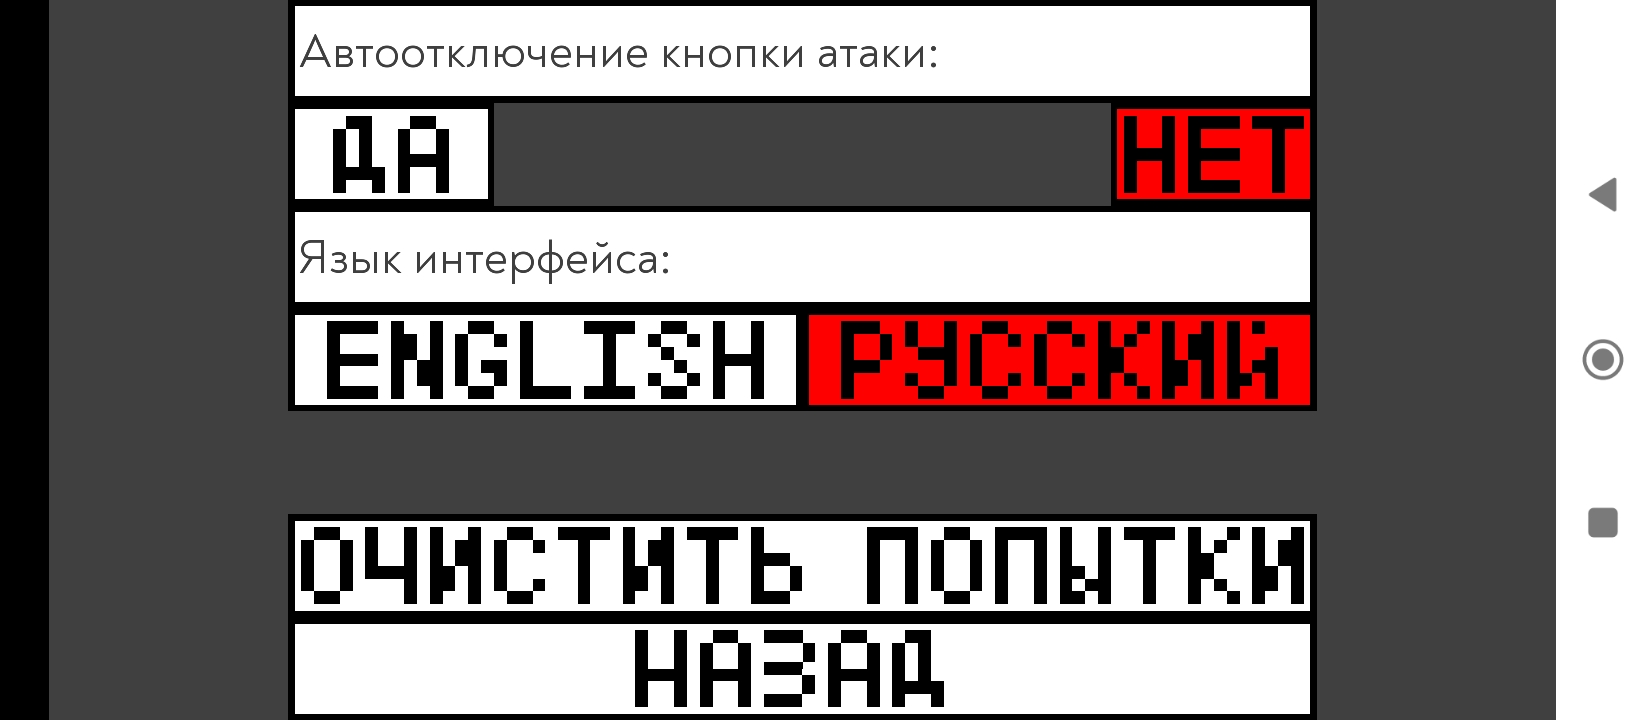 Автоотключение кнопки атаки:
ДА НЕТ
Язык интерфейса:
ENGLISH РУССКИЙ
ОЧИСТИТЬ ПОПЫТКИ
НАЗАД